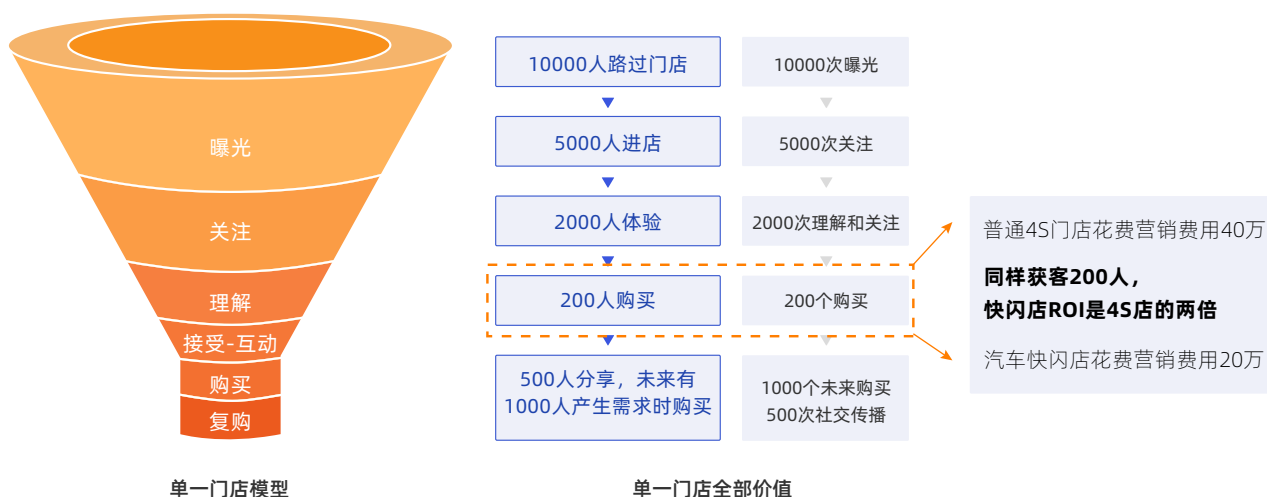 曝光
关注
理解
接受-互动
购买
复购
单一门店模型
10000人路过门店
10000次曝光
5000人进店
5000次关注
2000人体验
2000次理解和关注
200人购买
200个购买
500人分享，未来有
1000人产生需求时购买
1000个未来购买
500次社交传播
单一门店全部价值
普通4S门店花费营销费用40万
同样获客200人，
快闪店ROI是4S店的两倍
汽车快闪店花费营销费用20万